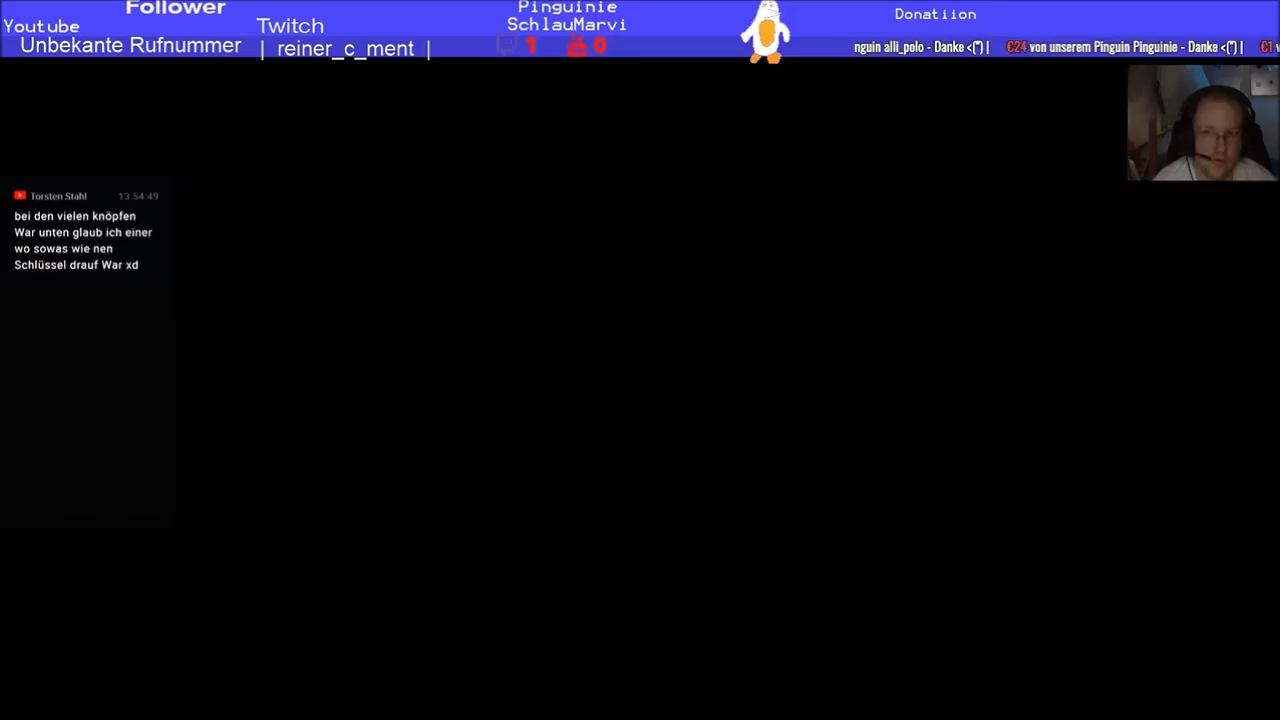 Follower
Youtube
Unbekante Rufnummer
Twitch
| reiner_c_ment |
Pinguinie
SchlauMarvi
1 0
Donatiion
nguin alli_polo - Danke <(") | €24 von unserem Pinguin Pinguinie - Danke <(") | €1 v
Torsten Stahl 13:54:49
bei den vielen knöpfen
War unten glaub ich einer
wo sowas wie nen
Schlüssel drauf War xd